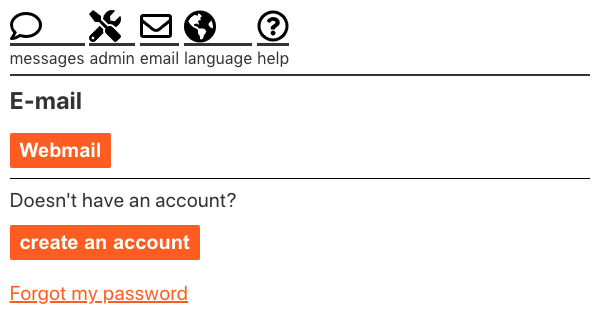 messages admin email language help
E-mail
Webmail
Doesn't have an account?
create an account
Forgot my password